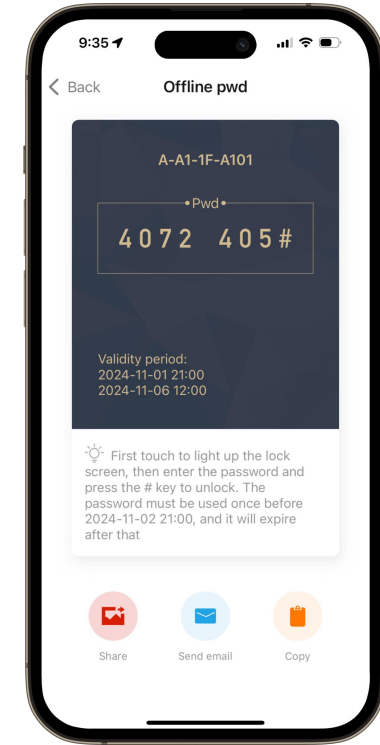 9:35
Back
Offline pwd
A-A1-1F-A101
•Pwd•
4072 405#
Validity period:
2024-11-01 21:00
2024-11-06 12:00
First touch to light up the lock
screen, then enter the password and
press the # key to unlock. The
password must be used once before
2024-11-02 21:00, and it will expire
after that
Share
Send email
Copy